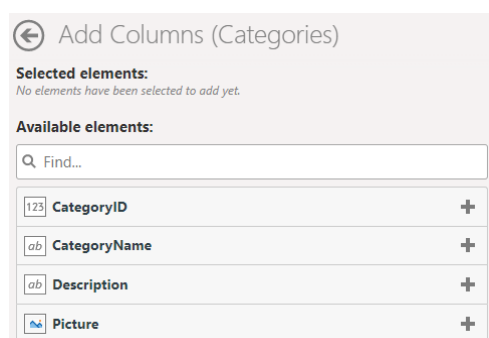 Add Columns (Categories)
Selected elements:
No elements have been selected to add yet.
Available elements:
Find...
123 CategoryID
ab CategoryName
ab Description
Picture